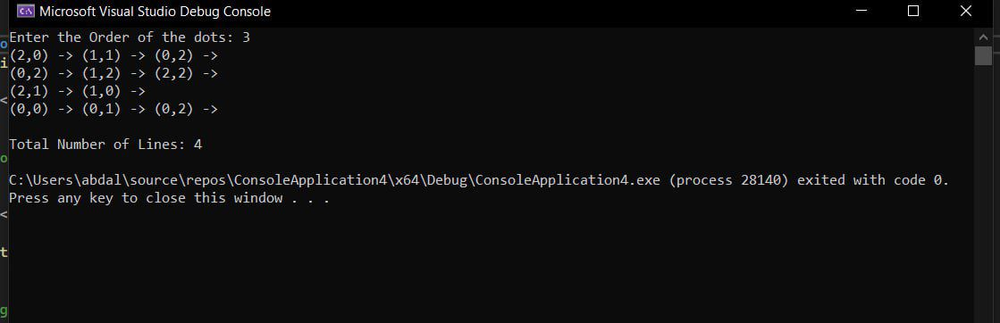 Microsoft Visual Studio Debug Console
Enter the Order of the dots: 3
(2,0) -> (1,1) -> (0,2) ->
(0,2) -> (1,2) -> (2,2) ->
(2,1) -> (1,0) ->
(0,0) -> (0,1) -> (0,2) ->
Total Number of Lines: 4
C:\Users\abdal\source\repos\ConsoleApplication4\x64\Debug\ConsoleApplication4.exe (process 28140) exited with code 0.
Press any key to close this window . . .